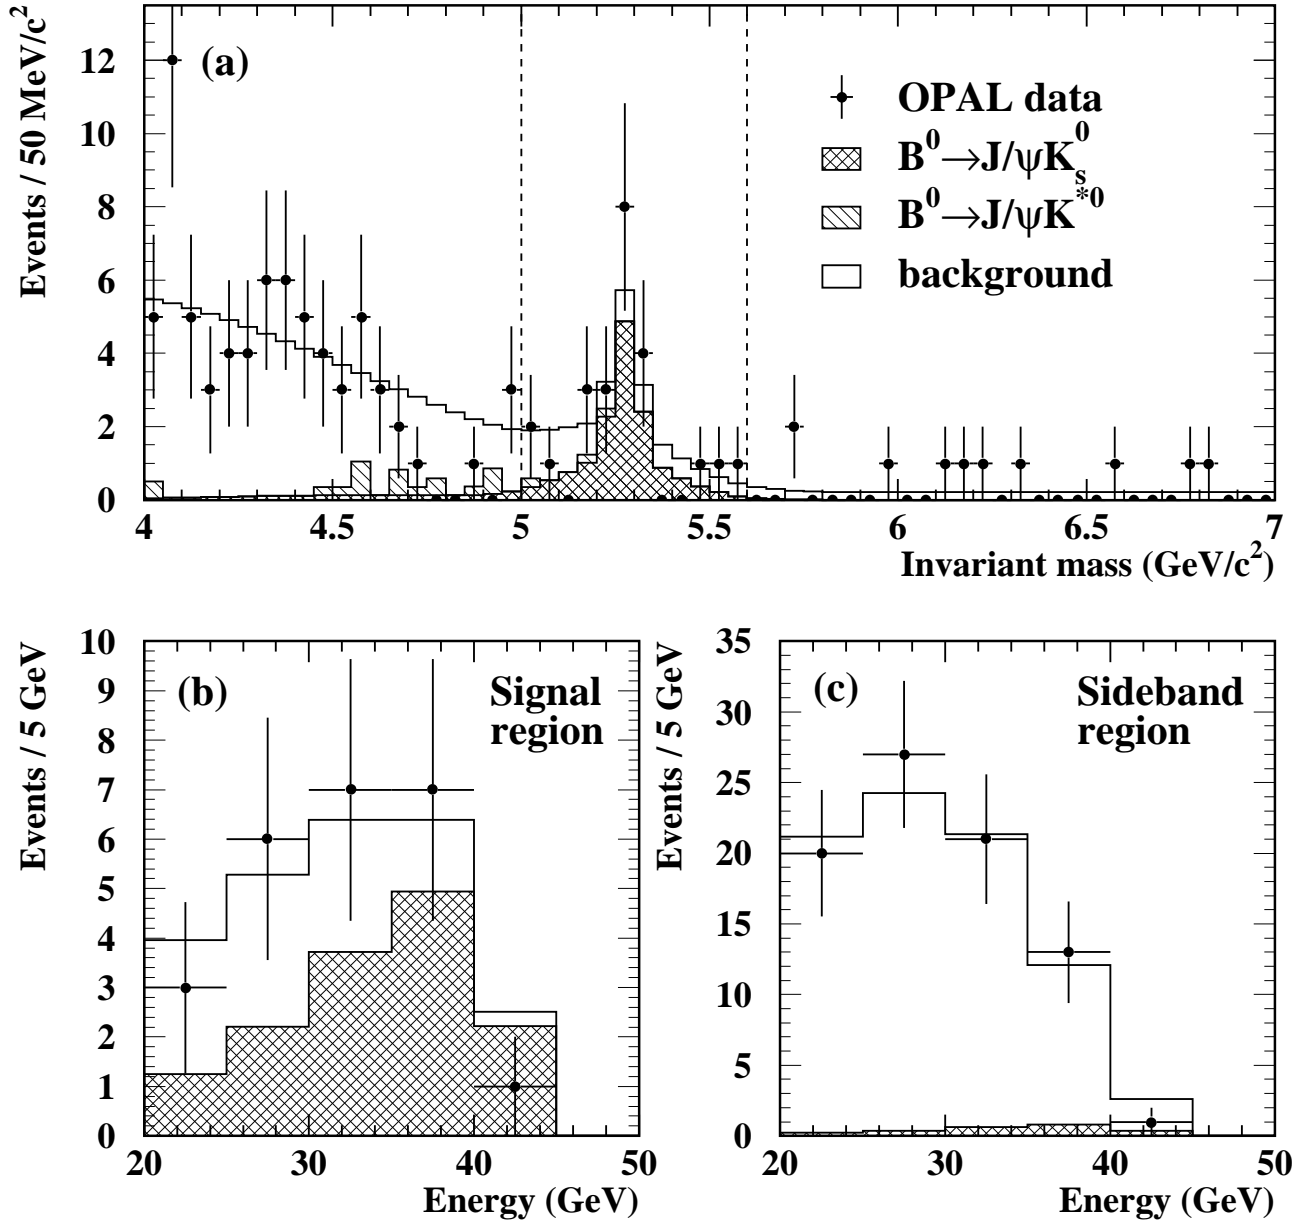 Events / 50 MeV/c²
12
10
8
6
4
2
0
(a)
OPAL data
B⁰→J/ψK⁰ₛ
B⁰→J/ψK*⁰
background
4 4.5 5 5.5 6 6.5 7
Invariant mass (GeV/c²)
Events / 5 GeV
10
9
8
7
6
5
4
3
2
1
0
(b)
Signal
region
20 30 40 50
Energy (GeV)
Events / 5 GeV
35
30
25
20
15
10
5
0
(c)
Sideband
region
20 30 40 50
Energy (GeV)